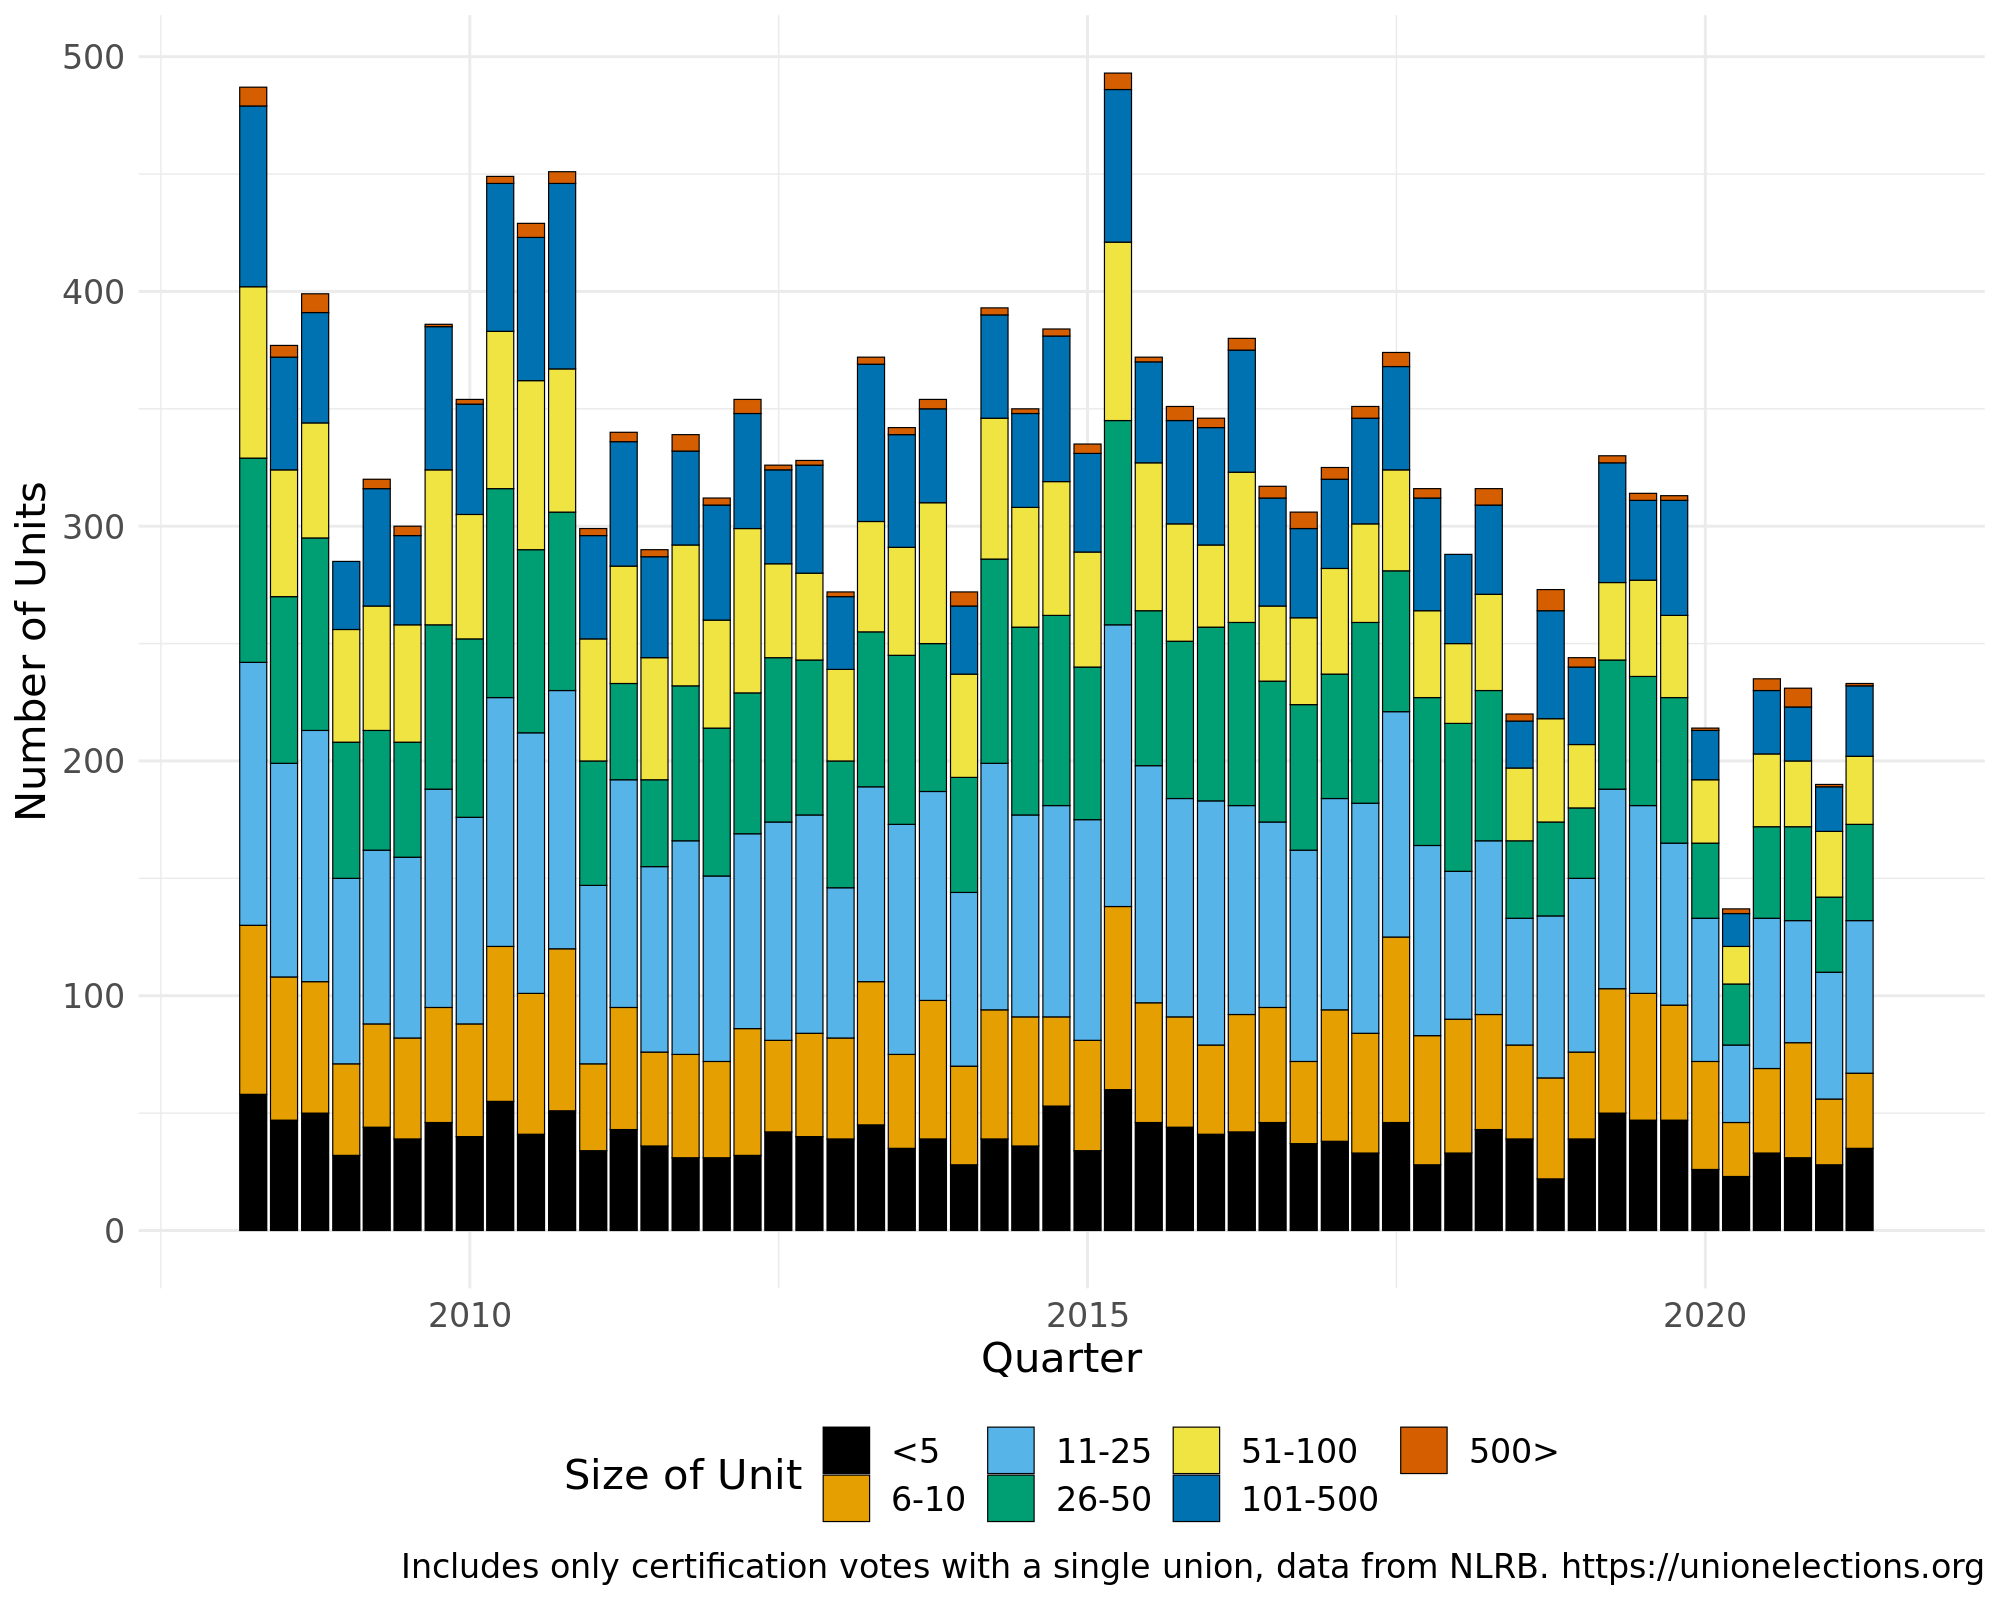 500
400
300
200
100
0
Number of Units
2010 2015 2020
Quarter
Size of Unit
<5 11-25 51-100 500>
6-10 26-50 101-500
Includes only certification votes with a single union, data from NLRB. https://unionelections.org